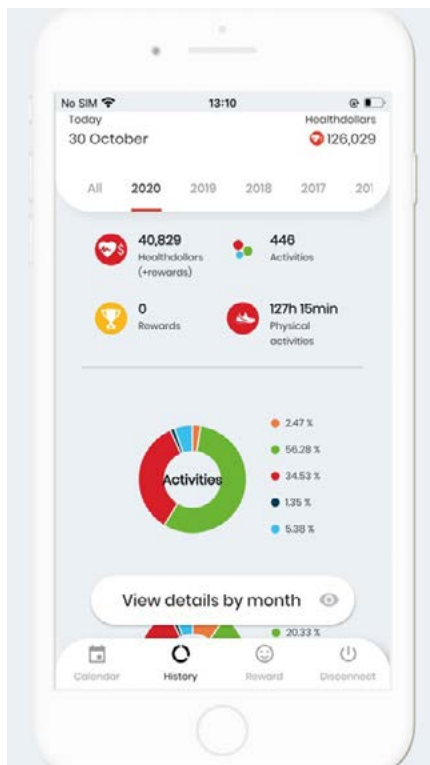 No SIM 13:10
Today Healthdollars
30 October 126,029
All 2020 2019 2018 2017 201
40,829 446
Healthdollars Activities
(+rewards)
0 127h 15min
Rewards Physical
activities
2.47 %
56.28 %
Activities 34.53 %
1.35 %
5.38 %
View details by month
20.33 %
Calendar History Reward Disconnect